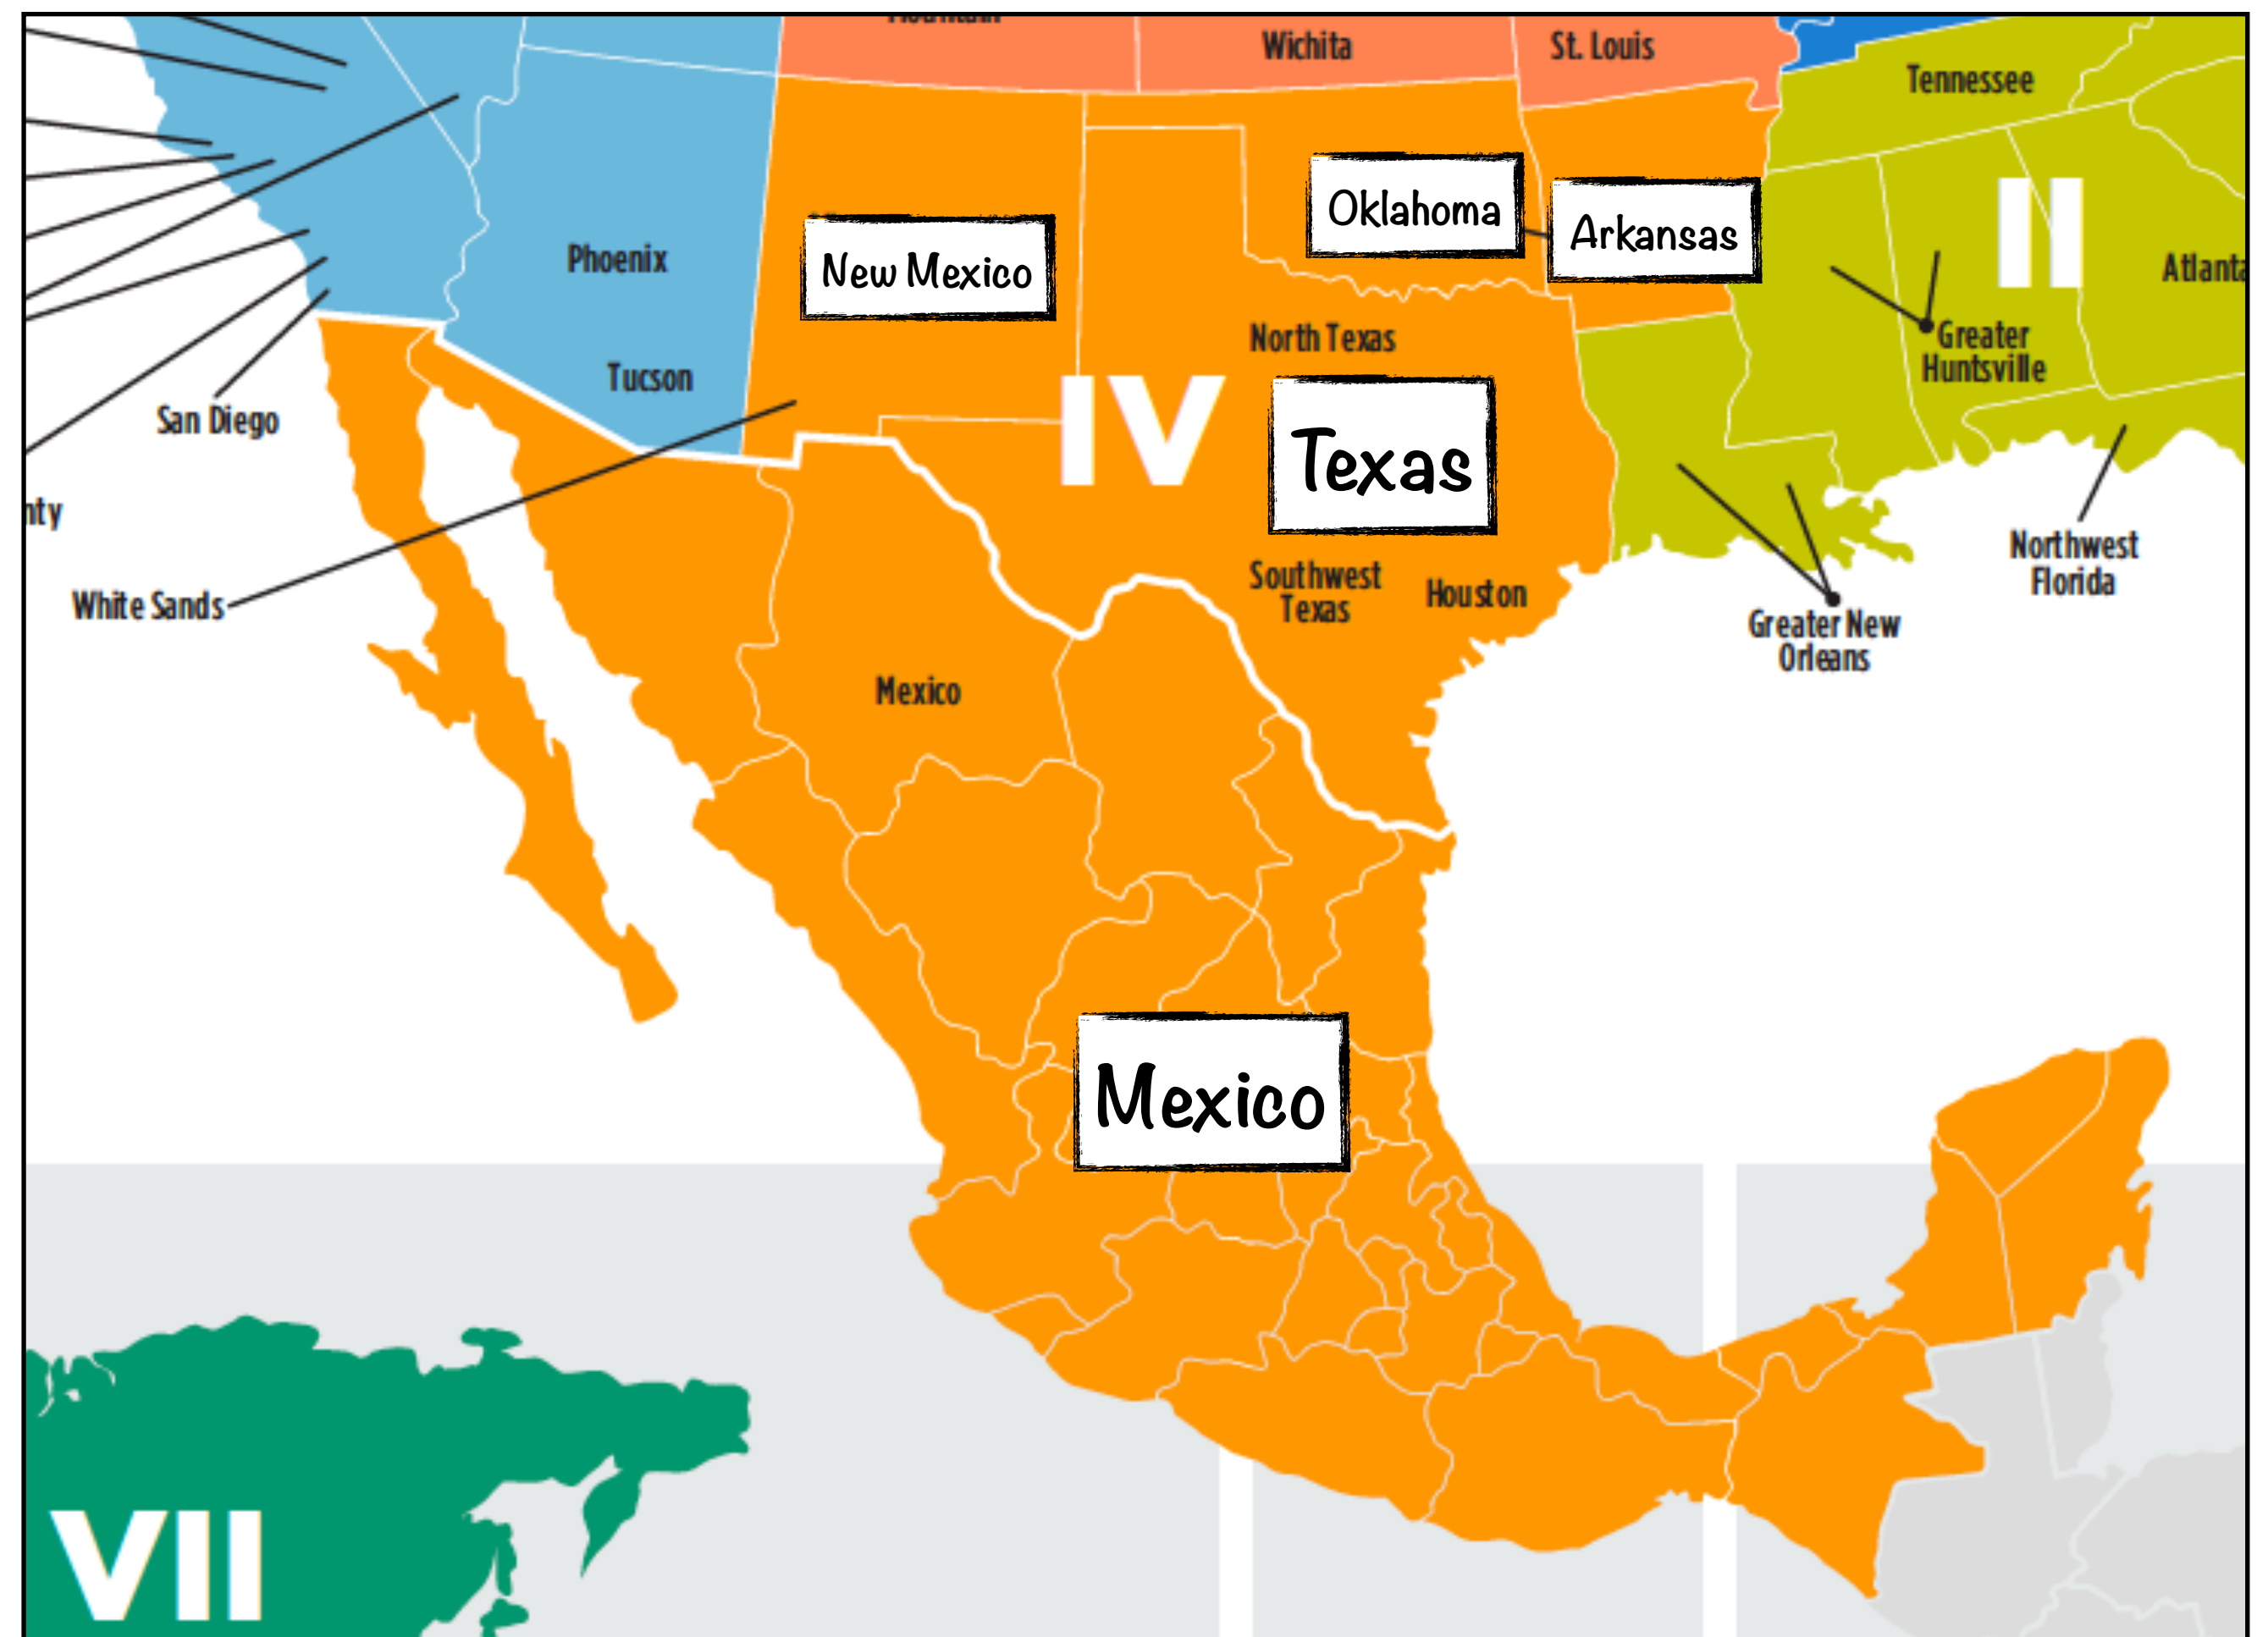 Wichita
St. Louis
Tennessee
Oklahoma
Arkansas
New Mexico
Phoenix
II
Atlanta
North Texas
Greater
Huntsville
Tucson
San Diego
IV
Texas
nty
White Sands
Southwest
Texas
Houston
Northwest
Florida
Greater New
Orleans
Mexico
Mexico
VII